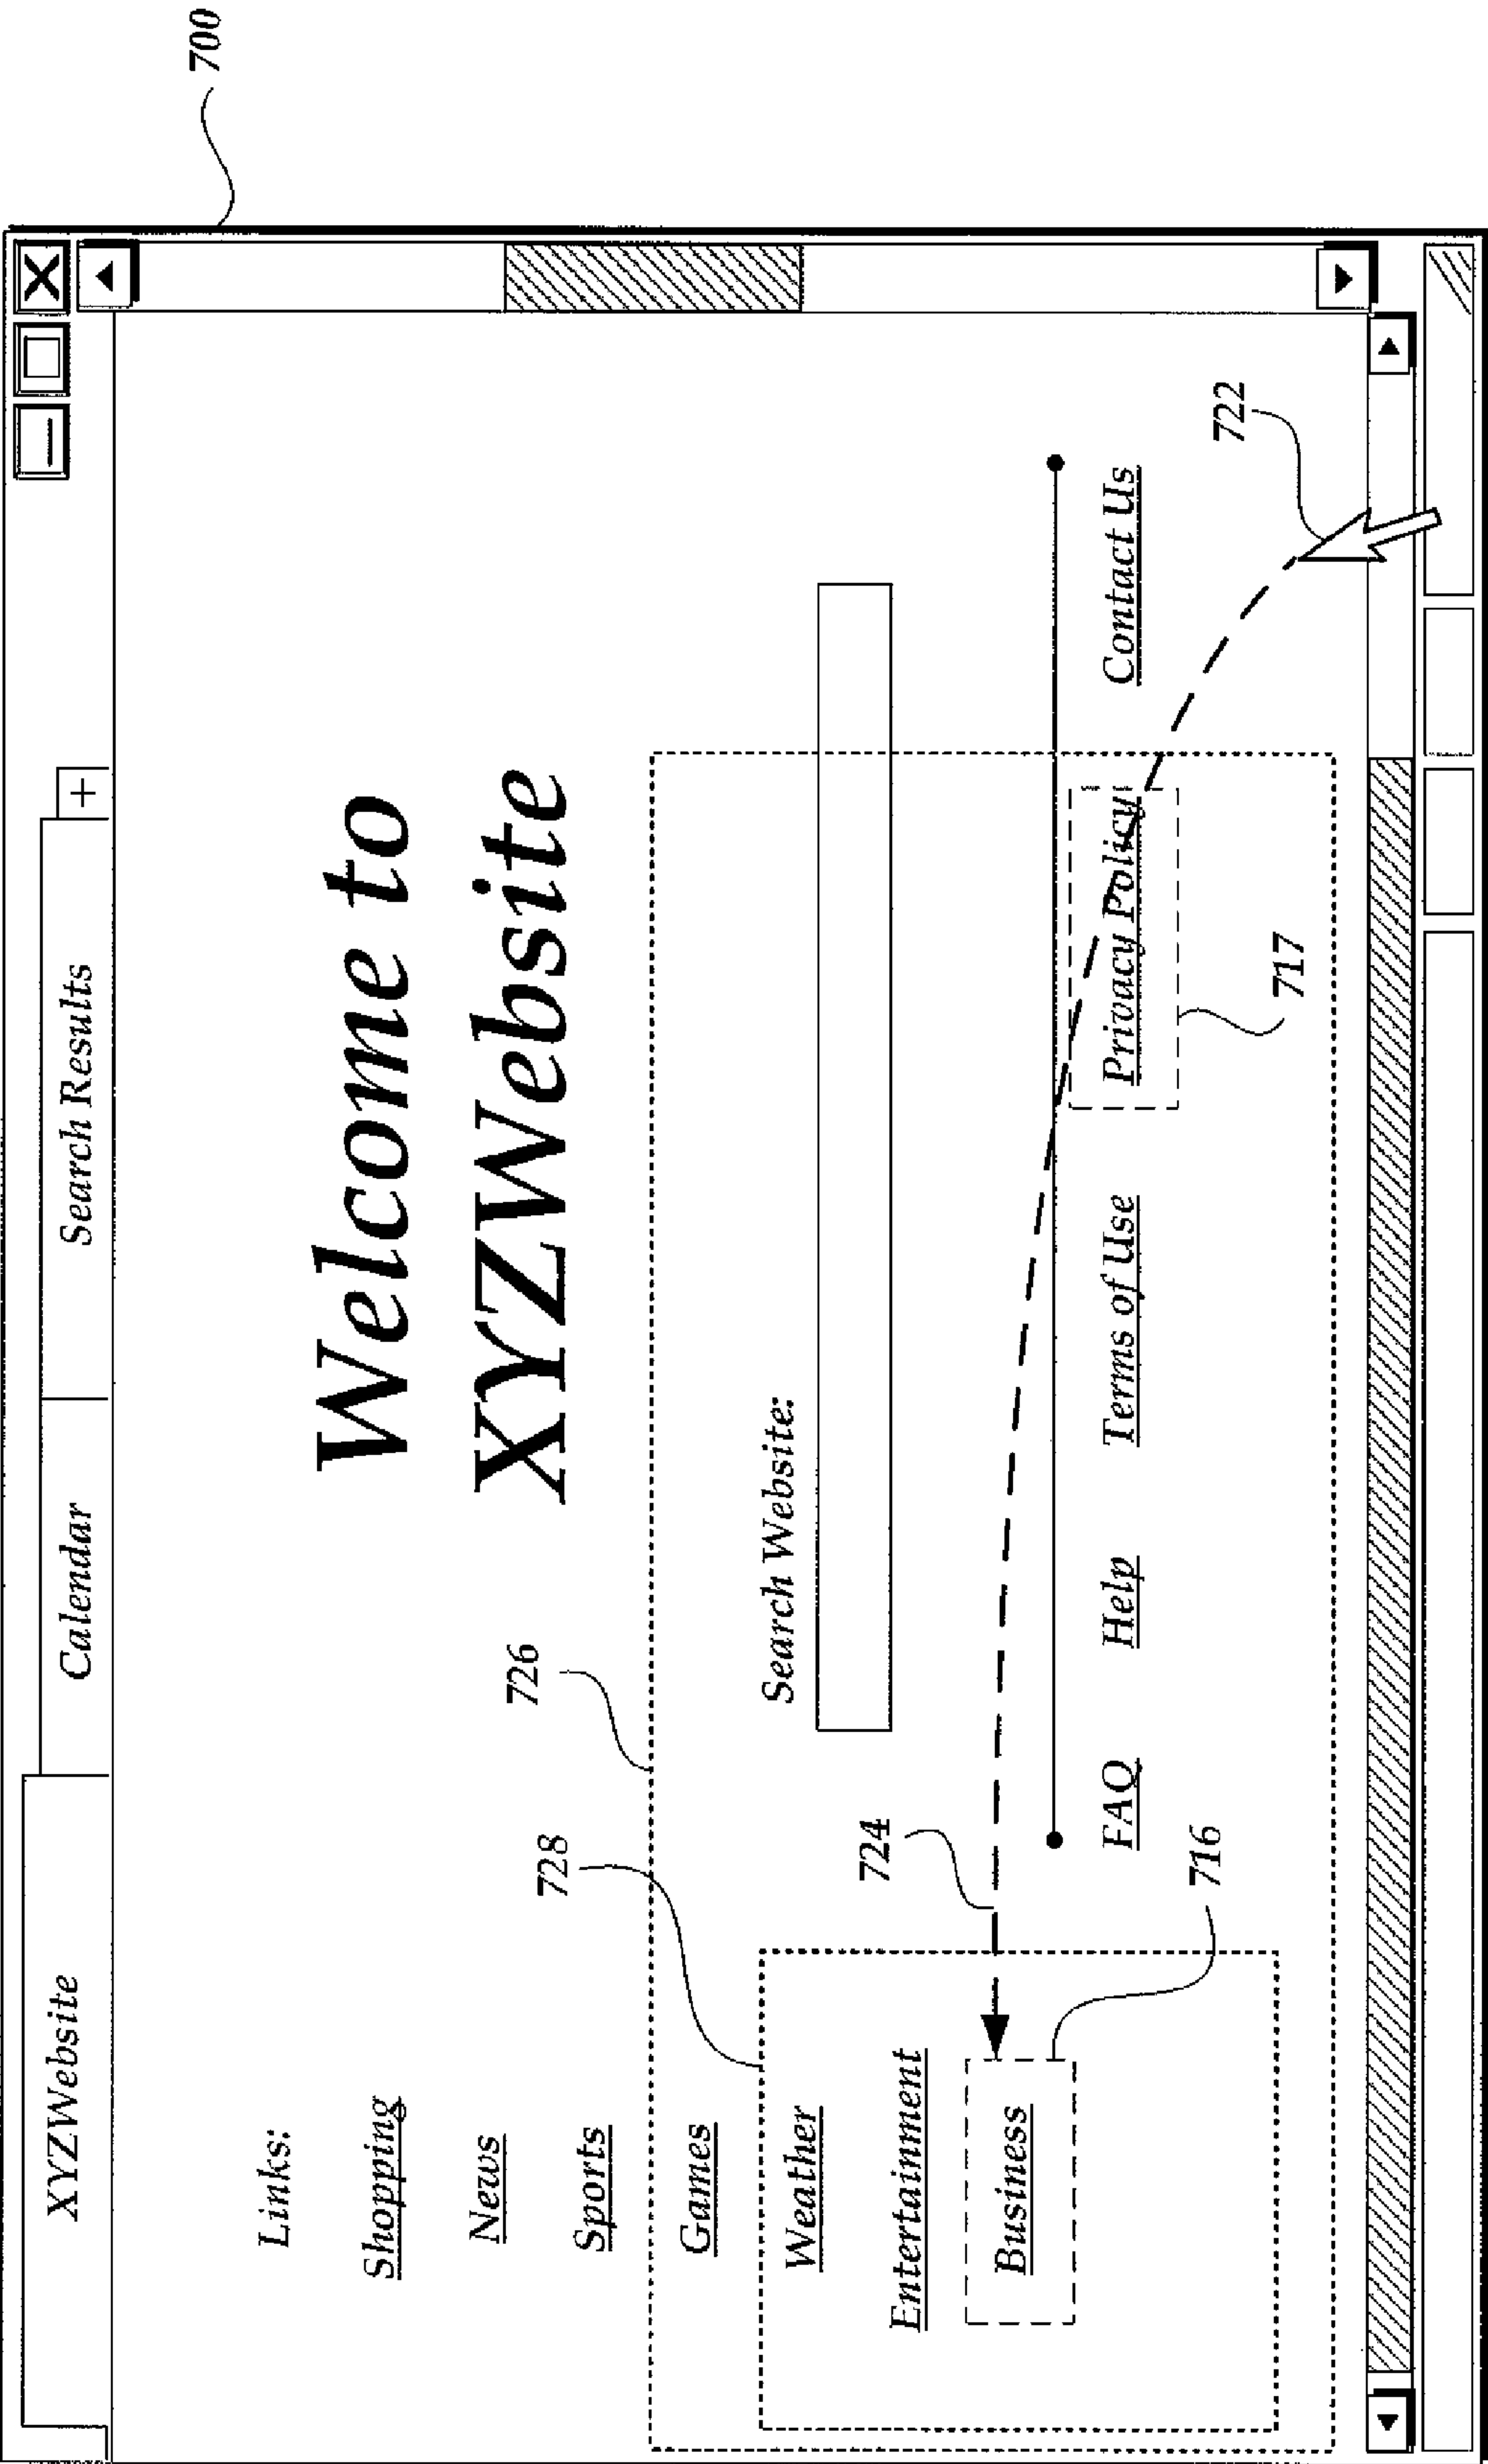 700
XYZWebsite
Calendar
Search Results
+
Links:
Shopping
News
Sports
Games
Weather
Entertainment
Business
Welcome to
XYZWebsite
726
728
Search Website:
724
716
FAQ
Help
Terms of Use
Privacy Policy
Contact Us
717
722